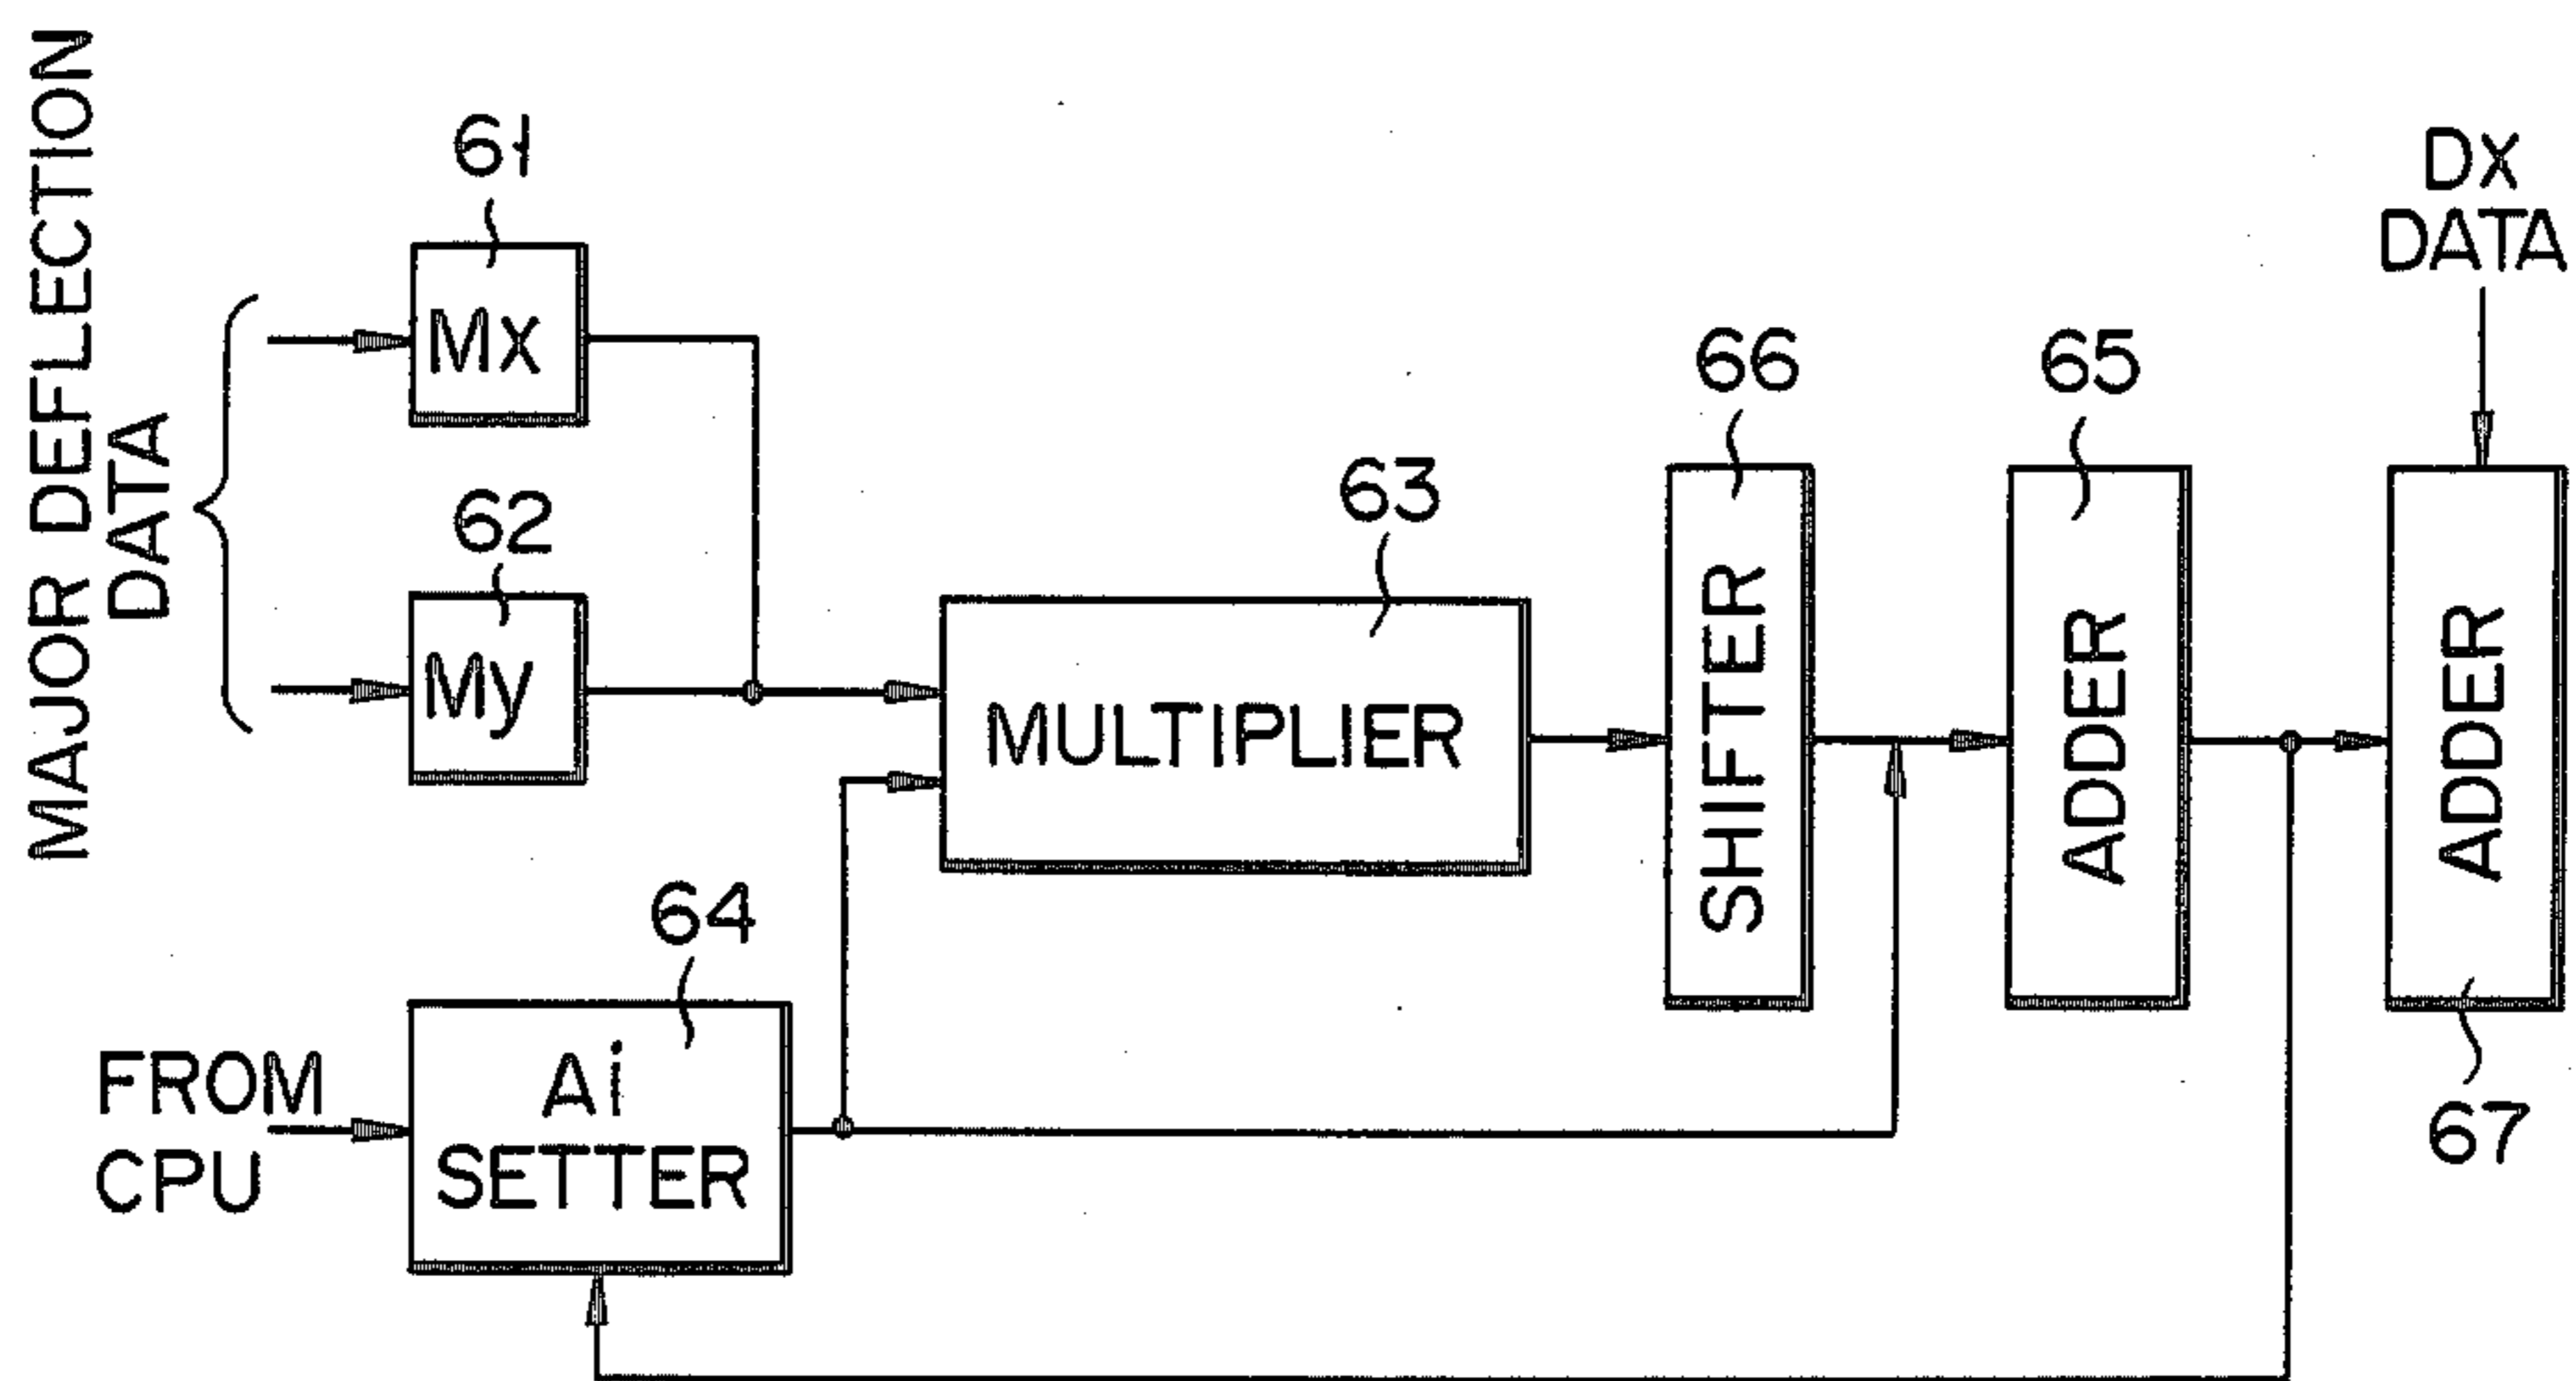 MAJOR DEFLECTION
DATA
61
Mx
62
My
63
MULTIPLIER
66
SHIFTER
65
ADDER
DX
DATA
ADDER
67
64
Ai
SETTER
FROM
CPU